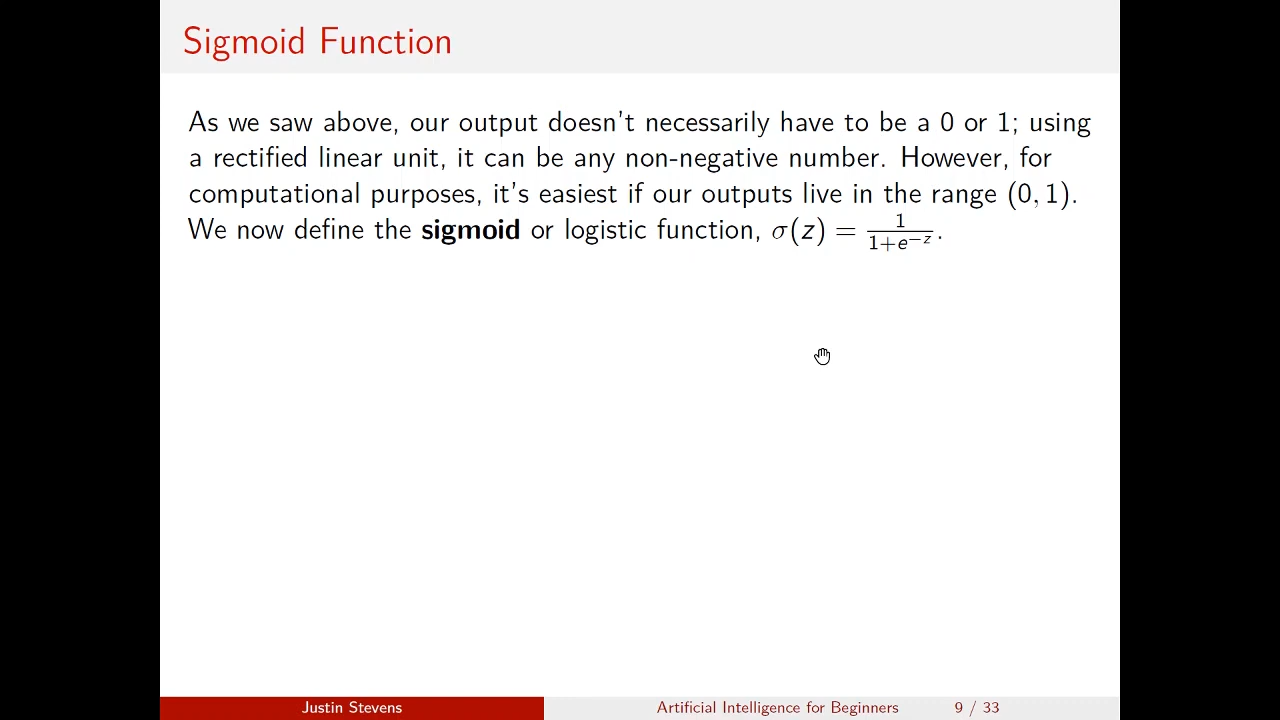 Sigmoid Function
As we saw above, our output doesn't necessarily have to be a 0 or 1; using
a rectified linear unit, it can be any non-negative number. However, for
computational purposes, it's easiest if our outputs live in the range (0, 1).
We now define the sigmoid or logistic function, σ(z) = 1/(1+e^−z).
Justin Stevens
Artificial Intelligence for Beginners
9 / 33